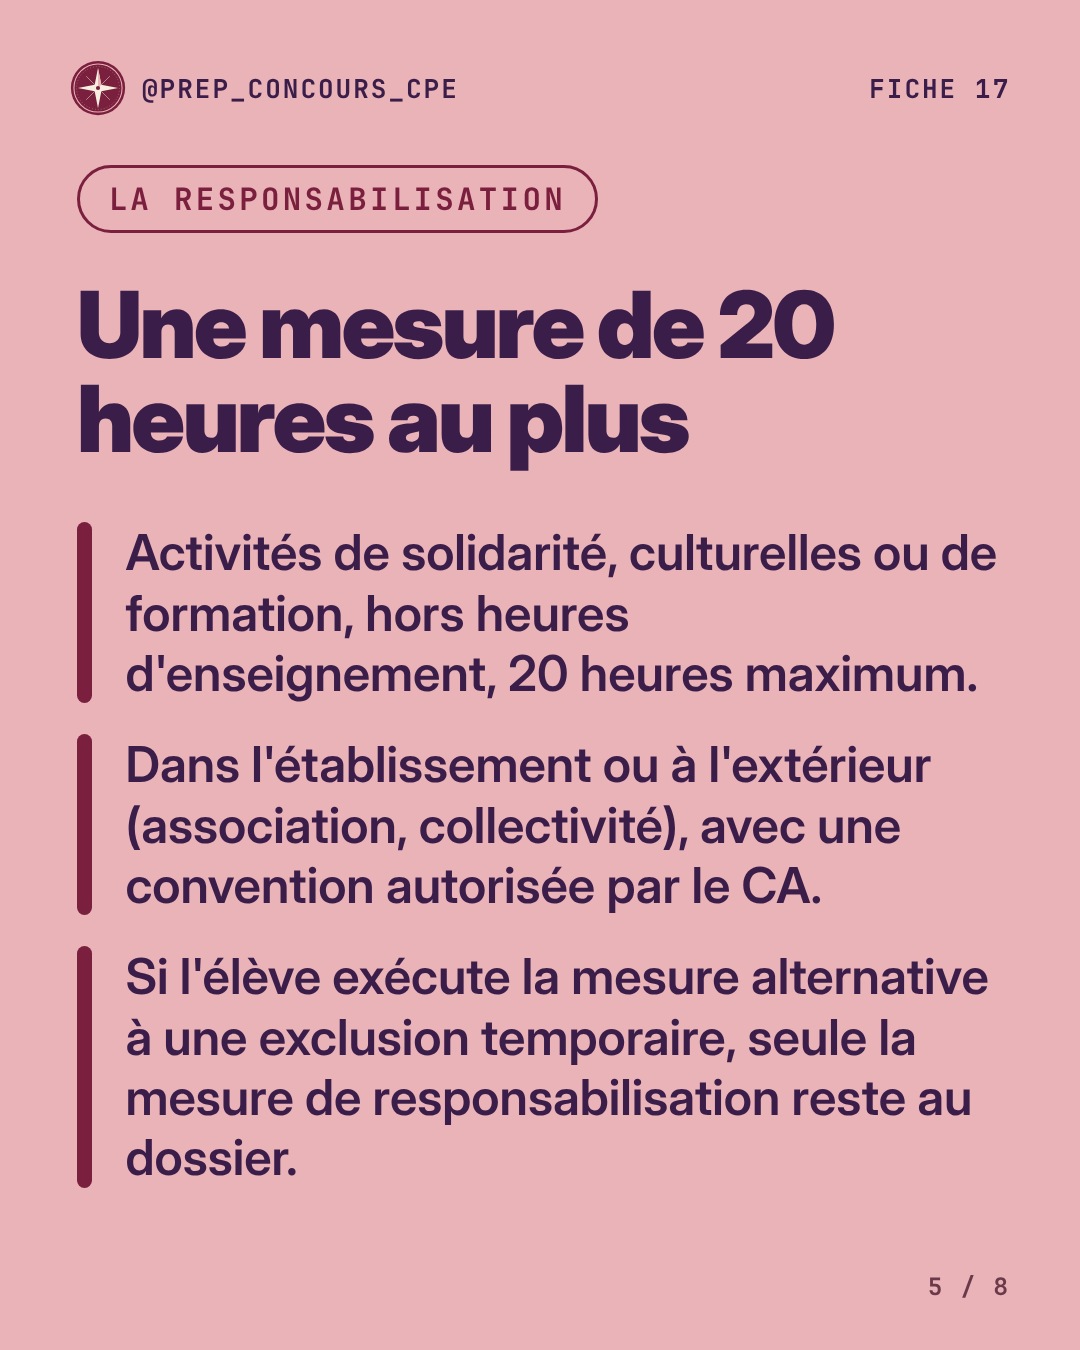 @PREP_CONCOURS_CPE
FICHE 17
LA RESPONSABILISATION
Une mesure de 20
heures au plus
Activités de solidarité, culturelles ou de
formation, hors heures
d'enseignement, 20 heures maximum.
Dans l'établissement ou à l'extérieur
(association, collectivité), avec une
convention autorisée par le CA.
Si l'élève exécute la mesure alternative
à une exclusion temporaire, seule la
mesure de responsabilisation reste au
dossier.
5 / 8